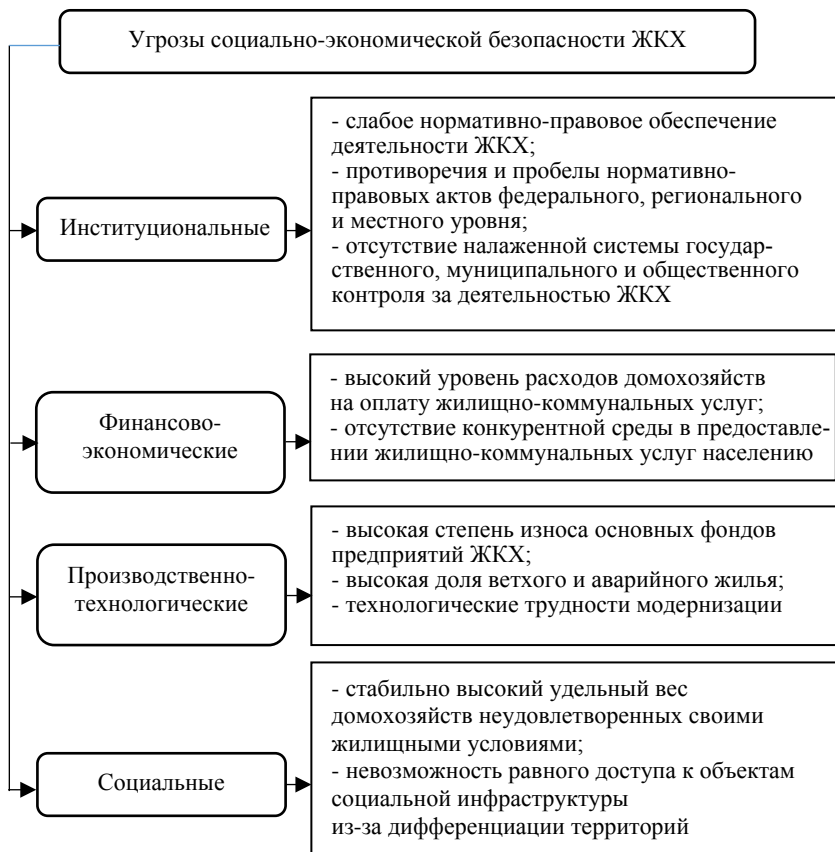 Угрозы социально-экономической безопасности ЖКХ
Институциональные
- слабое нормативно-правовое обеспечение
деятельности ЖКХ;
- противоречия и пробелы нормативно-
правовых актов федерального, регионального
и местного уровня;
- отсутствие налаженной системы государ-
ственного, муниципального и общественного
контроля за деятельностью ЖКХ
Финансово-
экономические
- высокий уровень расходов домохозяйств
на оплату жилищно-коммунальных услуг;
- отсутствие конкурентной среды в предоставле-
нии жилищно-коммунальных услуг населению
Производственно-
технологические
- высокая степень износа основных фондов
предприятий ЖКХ;
- высокая доля ветхого и аварийного жилья;
- технологические трудности модернизации
Социальные
- стабильно высокий удельный вес
домохозяйств неудовлетворенных своими
жилищными условиями;
- невозможность равного доступа к объектам
социальной инфраструктуры
из-за дифференциации территорий